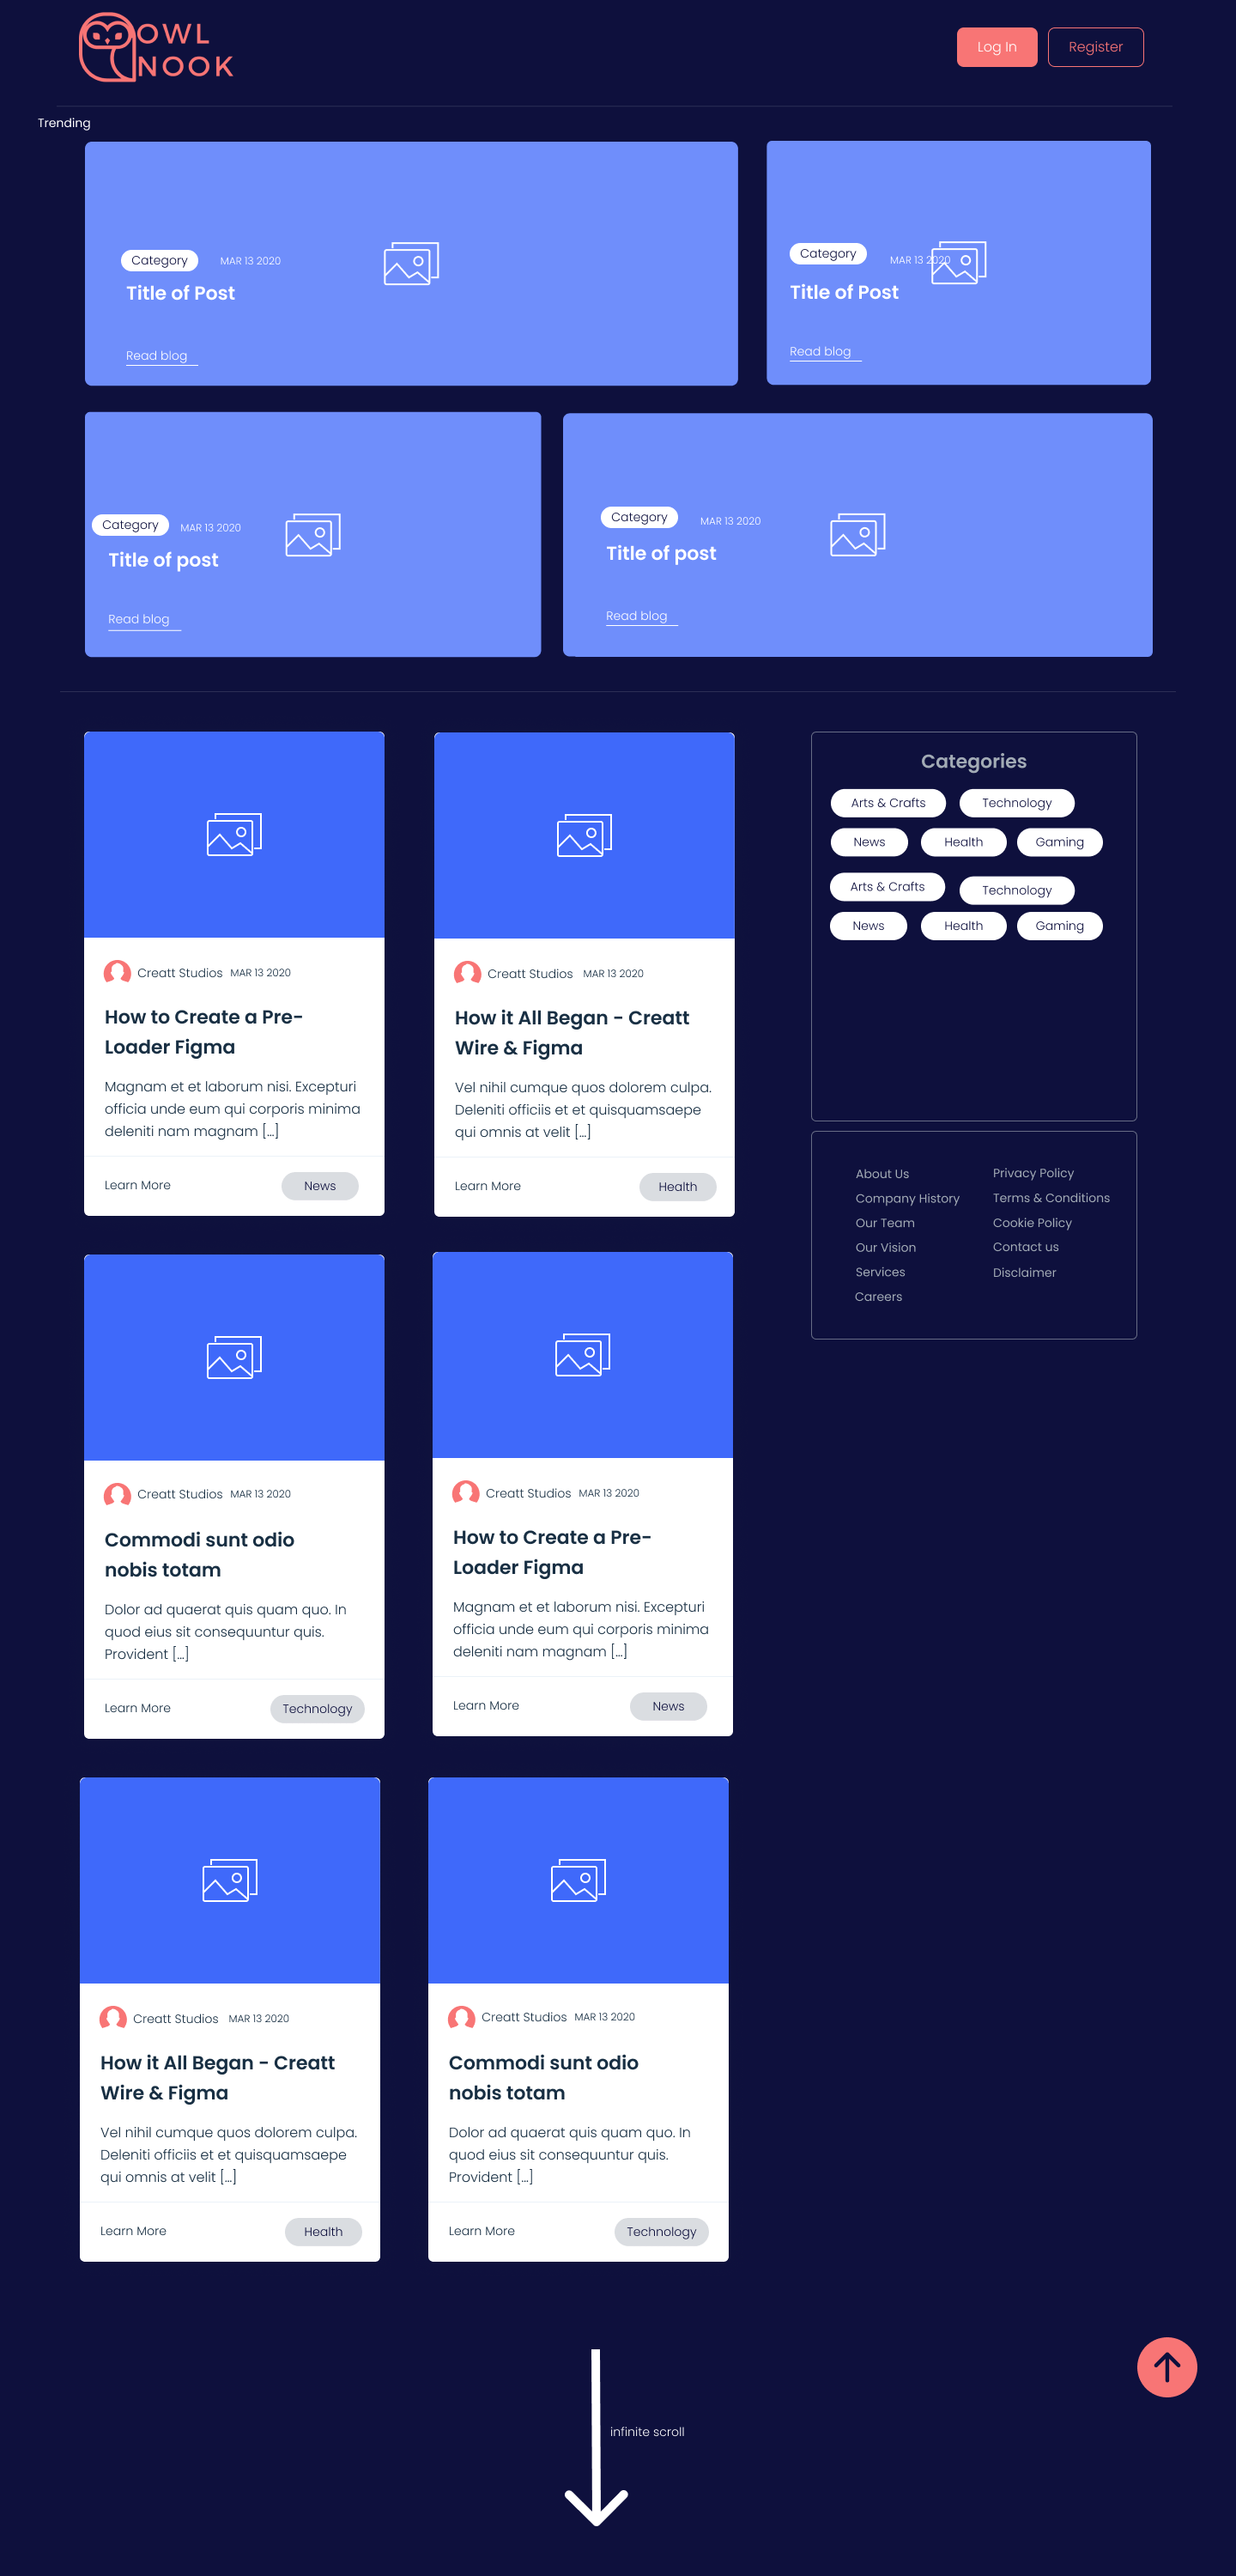 OWL
NOOK
Log In
Register
Trending
Category
MAR 13 2020
Title of Post
Read blog
Category
MAR 13 2020
Title of Post
Read blog
Category
MAR 13 2020
Title of post
Read blog
Category
MAR 13 2020
Title of post
Read blog
Creatt Studios MAR 13 2020
How to Create a Pre-
Loader Figma
Magnam et et laborum nisi. Excepturi
officia unde eum qui corporis minima
deleniti nam magnam [...]
Learn More
News
Creatt Studios MAR 13 2020
How it All Began - Creatt
Wire & Figma
Vel nihil cumque quos dolorem culpa.
Deleniti officiis et et quisquamsaepe
qui omnis at velit [...]
Learn More
Health
Categories
Arts & Crafts
Technology
News
Health
Gaming
Arts & Crafts
Technology
News
Health
Gaming
About Us
Company History
Our Team
Our Vision
Services
Careers
Privacy Policy
Terms & Conditions
Cookie Policy
Contact us
Disclaimer
Creatt Studios MAR 13 2020
Commodi sunt odio
nobis totam
Dolor ad quaerat quis quam quo. In
quod eius sit consequuntur quis.
Provident [...]
Learn More
Technology
Creatt Studios MAR 13 2020
How to Create a Pre-
Loader Figma
Magnam et et laborum nisi. Excepturi
officia unde eum qui corporis minima
deleniti nam magnam [...]
Learn More
News
Creatt Studios MAR 13 2020
How it All Began - Creatt
Wire & Figma
Vel nihil cumque quos dolorem culpa.
Deleniti officiis et et quisquamsaepe
qui omnis at velit [...]
Learn More
Health
Creatt Studios MAR 13 2020
Commodi sunt odio
nobis totam
Dolor ad quaerat quis quam quo. In
quod eius sit consequuntur quis.
Provident [...]
Learn More
Technology
infinite scroll